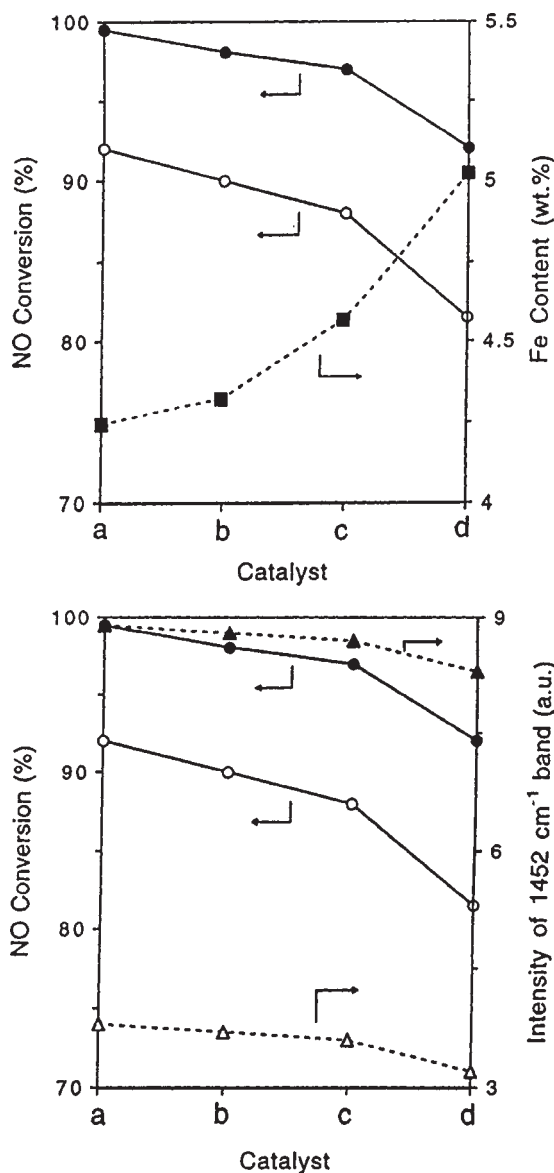 100
90
80
70
NO Conversion (%)
5.5
5
4.5
4
Fe Content (wt.%)
a b c d
Catalyst
100
90
80
70
NO Conversion (%)
9
6
3
Intensity of 1452 cm⁻¹ band (a.u.)
a b c d
Catalyst